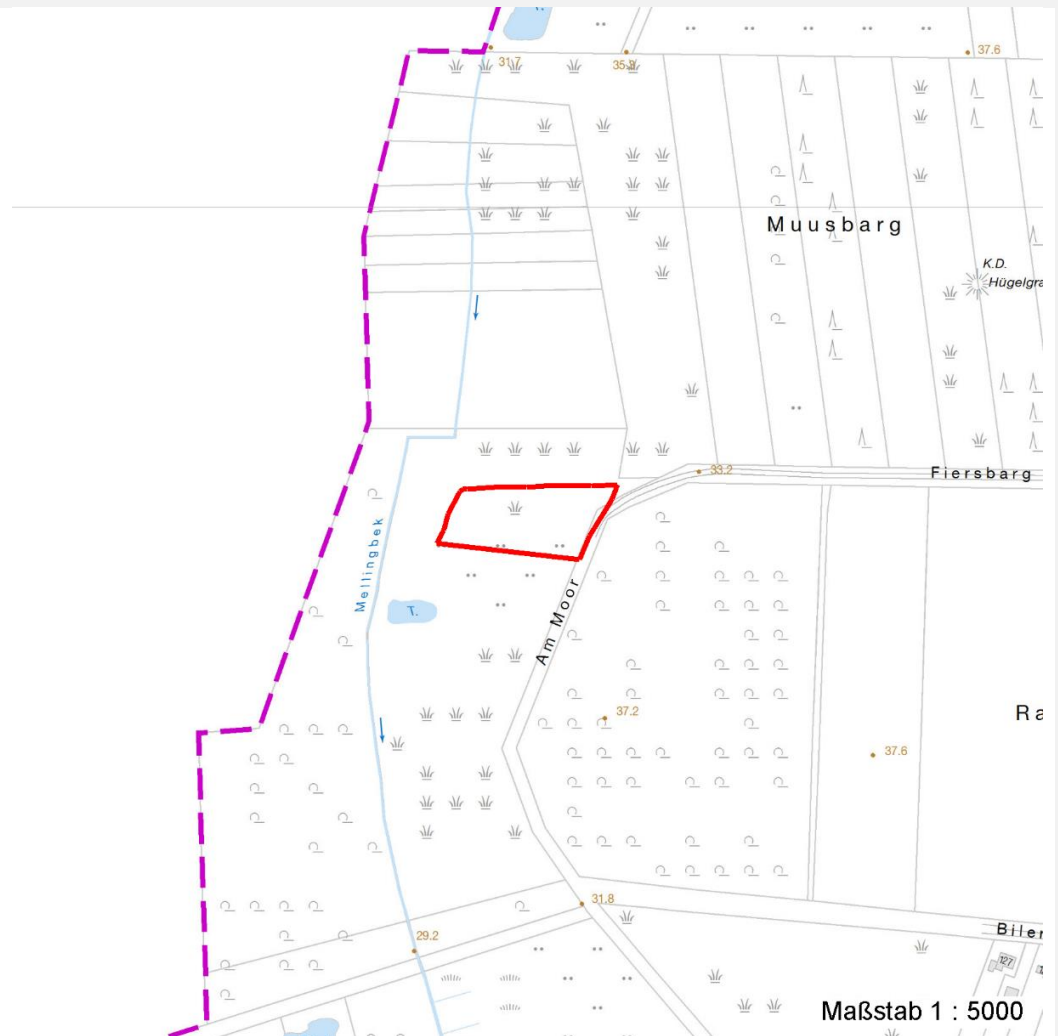 T.
31.7
35.3
37.6
Muusbarg
K.D.
Hügelgra
33.2
Fiersbarg
Mellingbek
T.
Am Moor
37.2
Ra
37.6
31.8
29.2
Biler
127
Maßstab 1 : 5000